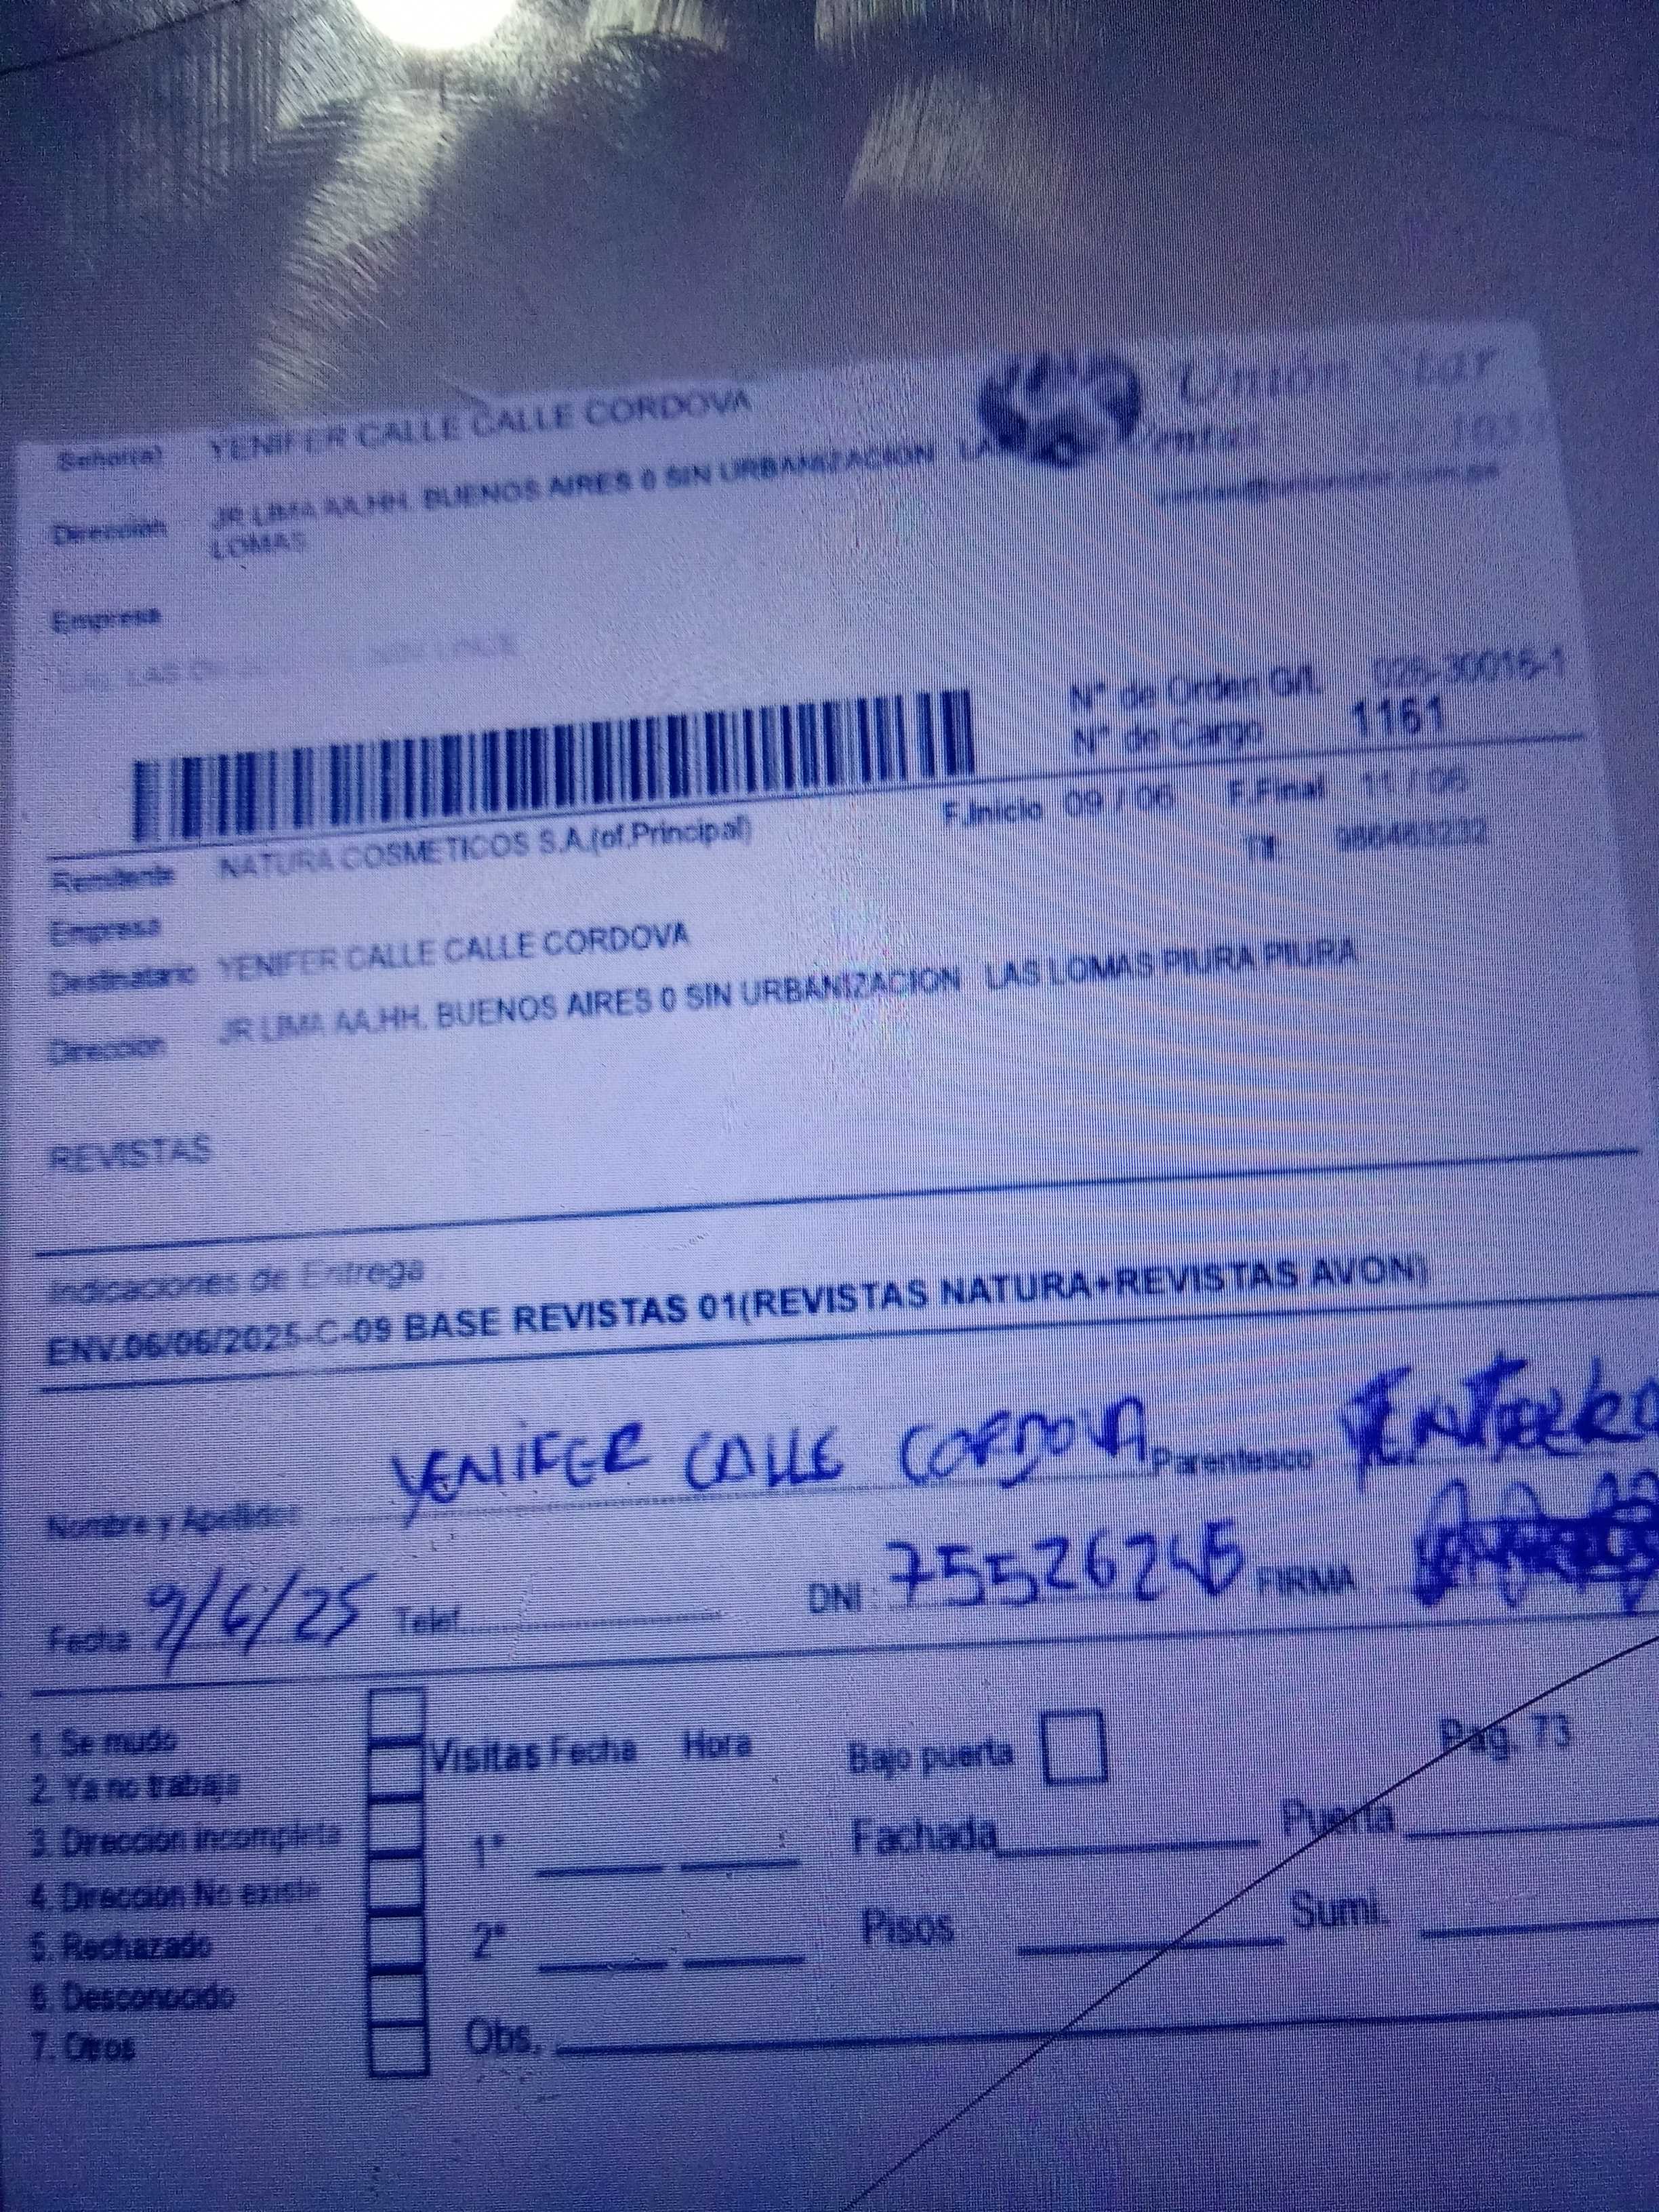 Señor(a) YENIFER CALLE CALLE CORDOVA
Unión Star
Dirección JR LIMA AA.HH. BUENOS AIRES 0 SIN URBANIZACION LA
LOMAS
Ventas
Empresa
N° de Orden G/L 026-30016-1
N° de Cargo 1161
F.Inicio 09 / 06 F.Final 11 / 06
Remitente NATURA COSMETICOS S.A.(of.Principal)
Tlf. 986463232
Empresa
Destinatario YENIFER CALLE CALLE CORDOVA
Dirección JR LIMA AA.HH. BUENOS AIRES 0 SIN URBANIZACION LAS LOMAS PIURA PIURA
REVISTAS
Indicaciones de Entrega
ENV.06/06/2025-C-09 BASE REVISTAS 01(REVISTAS NATURA+REVISTAS AVON)
Nombre y Apellidos YENIFER CALLE CORDOVA Parentesco
Fecha 9/6/25 Telef. DNI : FIRMA
1. Se mudó
2. Ya no trabaja
3. Dirección incompleta
4. Dirección No existe
5. Rechazado
6. Desconocido
7. Otros
Visitas Fecha Hora
1°
2°
Obs.
Bajo puerta
Pag. 73
Fachada Puerta
Pisos Sumi.